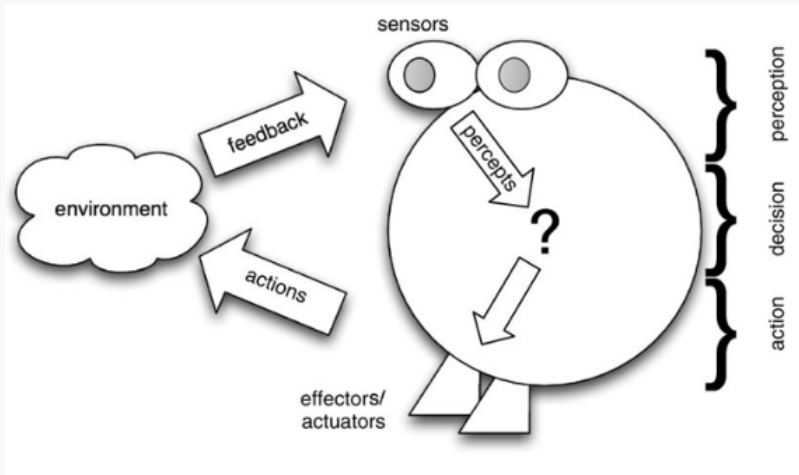 sensors
feedback
environment
actions
percepts
?
effectors/
actuators
perception
decision
action